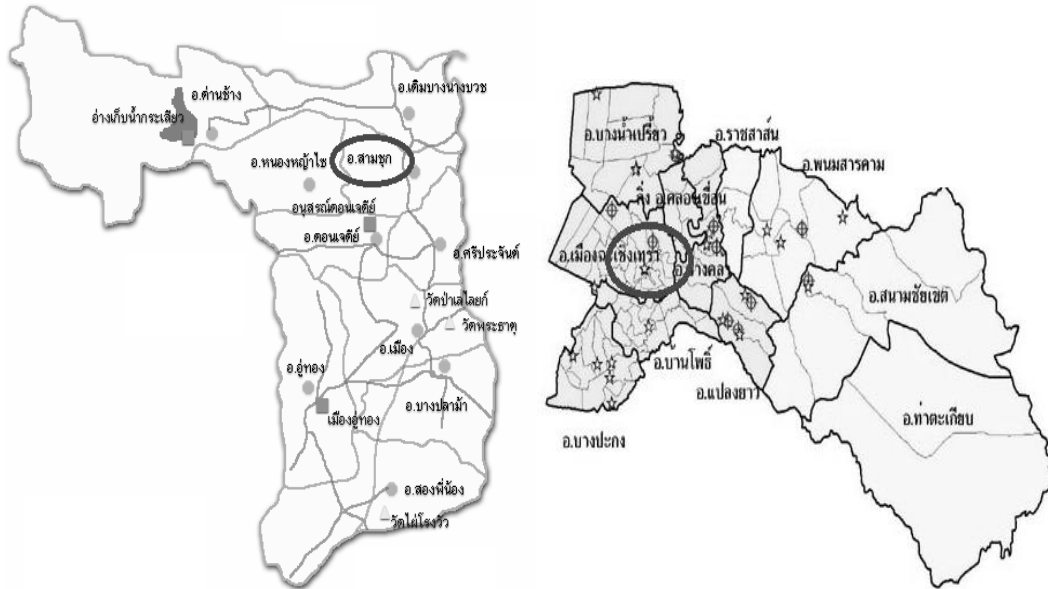 อ.เดิมบางนางบวช
อ.ด่านช้าง
อ่างเก็บน้ำกระเสียว
อ.หนองหญ้าไซ
อ.สามชุก
อนุสรณ์ดอนเจดีย์
อ.ดอนเจดีย์
อ.ศรีประจันต์
วัดป่าเลไลยก์
วัดพระธาตุ
อ.เมือง
อ.อู่ทอง
อ.บางปลาม้า
เมืองอู่ทอง
อ.สองพี่น้อง
วัดไผ่โรงวัว
อ.บางน้ำเปรี้ยว
อ.ราชสาส์น
อ.พนมสารคาม
กิ่ง อ.คลองเขื่อน
อ.เมืองฉะเชิงเทรา
อ.สนามชัยเขต
อ.บ้านโพธิ์
อ.แปลงยาว
อ.ท่าตะเกียบ
อ.บางปะกง